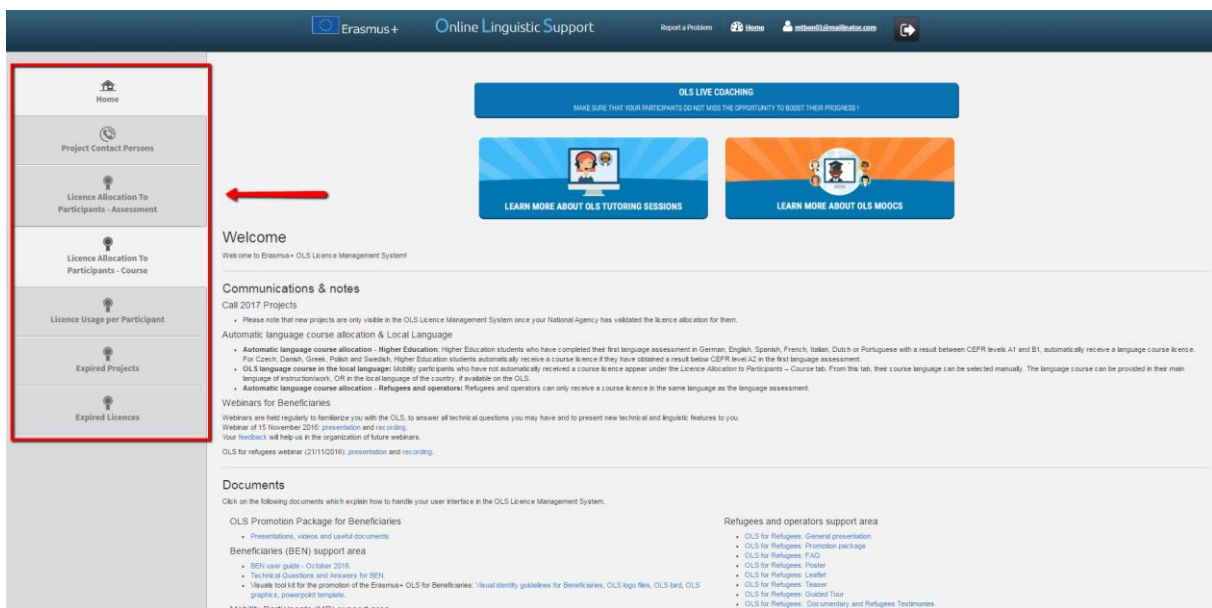 Erasmus+
Online Linguistic Support
Report a Problem
Home
mtben01@mailinator.com
Home
Project Contact Persons
Licence Allocation To
Participants - Assessment
Licence Allocation To
Participants - Course
Licence Usage per Participant
Expired Projects
Expired Licences
OLS LIVE COACHING
MAKE SURE THAT YOUR PARTICIPANTS DO NOT MISS THE OPPORTUNITY TO BOOST THEIR PROGRESS !
LEARN MORE ABOUT OLS TUTORING SESSIONS
LEARN MORE ABOUT OLS MOOCS
Welcome
Welcome to Erasmus+ OLS Licence Management System!
Communications & notes
Call 2017 Projects
• Please note that new projects are only visible in the OLS Licence Management System once your National Agency has validated the licence allocation for them.
Automatic language course allocation & Local Language
• Automatic language course allocation - Higher Education: Higher Education students who have completed their first language assessment in German, English, Spanish, French, Italian, Dutch or Portuguese with a result between CEFR levels A1 and B1, automatically receive a language course licence.
For Czech, Danish, Greek, Polish and Swedish, Higher Education students automatically receive a course licence if they have obtained a result below CEFR level A2 in the first language assessment.
• OLS language course in the local language: Mobility participants who have not automatically received a course licence appear under the Licence Allocation to Participants – Course tab. From this tab, their course language can be selected manually. The language course can be provided in their main
language of instruction/work, OR in the local language of the country, if available on the OLS.
• Automatic language course allocation - Refugees and operators: Refugees and operators can only receive a course licence in the same language as the language assessment.
Webinars for Beneficiaries
Webinars are held regularly to familiarize you with the OLS, to answer all technical questions you may have and to present new technical and linguistic features to you.
Webinar of 15 November 2016: presentation and recording.
Your feedback will help us in the organization of future webinars.
OLS for refugees webinar (21/11/2016): presentation and recording.
Documents
Click on the following documents which explain how to handle your user interface in the OLS Licence Management System.
OLS Promotion Package for Beneficiaries
• Presentations, videos and useful documents.
Beneficiaries (BEN) support area
• BEN user guide - October 2016.
• Technical Questions and Answers for BEN.
• Visuals tool kit for the promotion of the Erasmus+ OLS for Beneficiaries: Visual identity guidelines for Beneficiaries, OLS logo files, OLS bird, OLS
graphics, powerpoint template.
Mobility Participants (MP) support area
Refugees and operators support area
• OLS for Refugees: General presentation
• OLS for Refugees: Promotion package
• OLS for Refugees: FAQ
• OLS for Refugees: Poster
• OLS for Refugees: Leaflet
• OLS for Refugees: Teaser
• OLS for Refugees: Guided Tour
• OLS for Refugees: Documentary and Refugees Testimonies